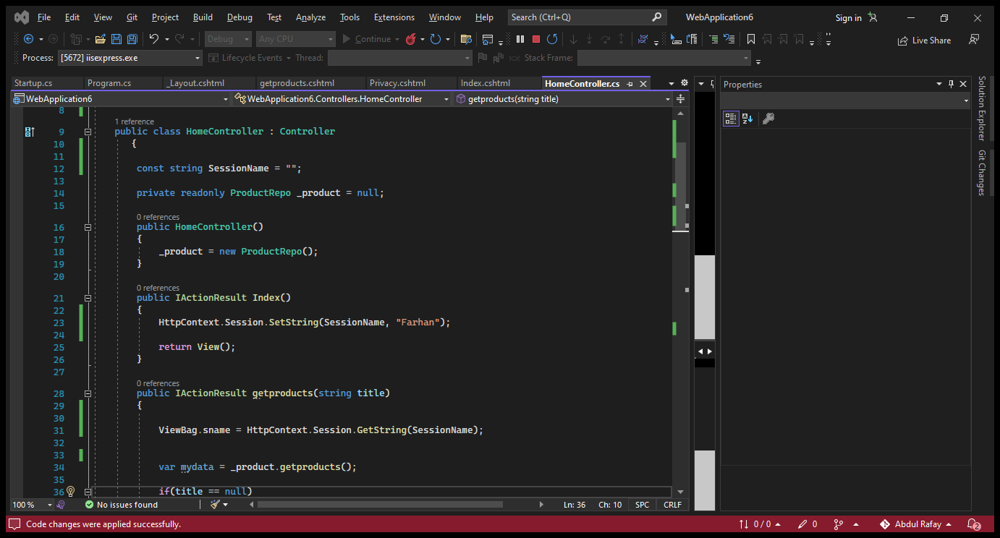 File Edit View Git Project Build Debug Test Analyze Tools Extensions Window Help Search (Ctrl+Q) WebApplication6 Sign in
Debug Any CPU Continue Live Share
Process: [5672] iisexpress.exe Lifecycle Events Thread: Stack Frame:
Startup.cs Program.cs _Layout.cshtml getproducts.cshtml Privacy.cshtml Index.cshtml HomeController.cs
Properties
WebApplication6 WebApplication6.Controllers.HomeController getproducts(string title)
Solution Explorer
Git Changes
8
1 reference
9 public class HomeController : Controller
10 {
11
12 const string SessionName = "";
13
14 private readonly ProductRepo _product = null;
15
0 references
16 public HomeController()
17 {
18 _product = new ProductRepo();
19 }
20
0 references
21 public IActionResult Index()
22 {
23 HttpContext.Session.SetString(SessionName, "Farhan");
24
25 return View();
26 }
27
0 references
28 public IActionResult getproducts(string title)
29 {
30
31 ViewBag.sname = HttpContext.Session.GetString(SessionName);
32
33
34 var mydata = _product.getproducts();
35
36 if(title == null)
100 % No issues found Ln: 36 Ch: 10 SPC CRLF
Code changes were applied successfully. 0 / 0 0 Abdul Rafay 2